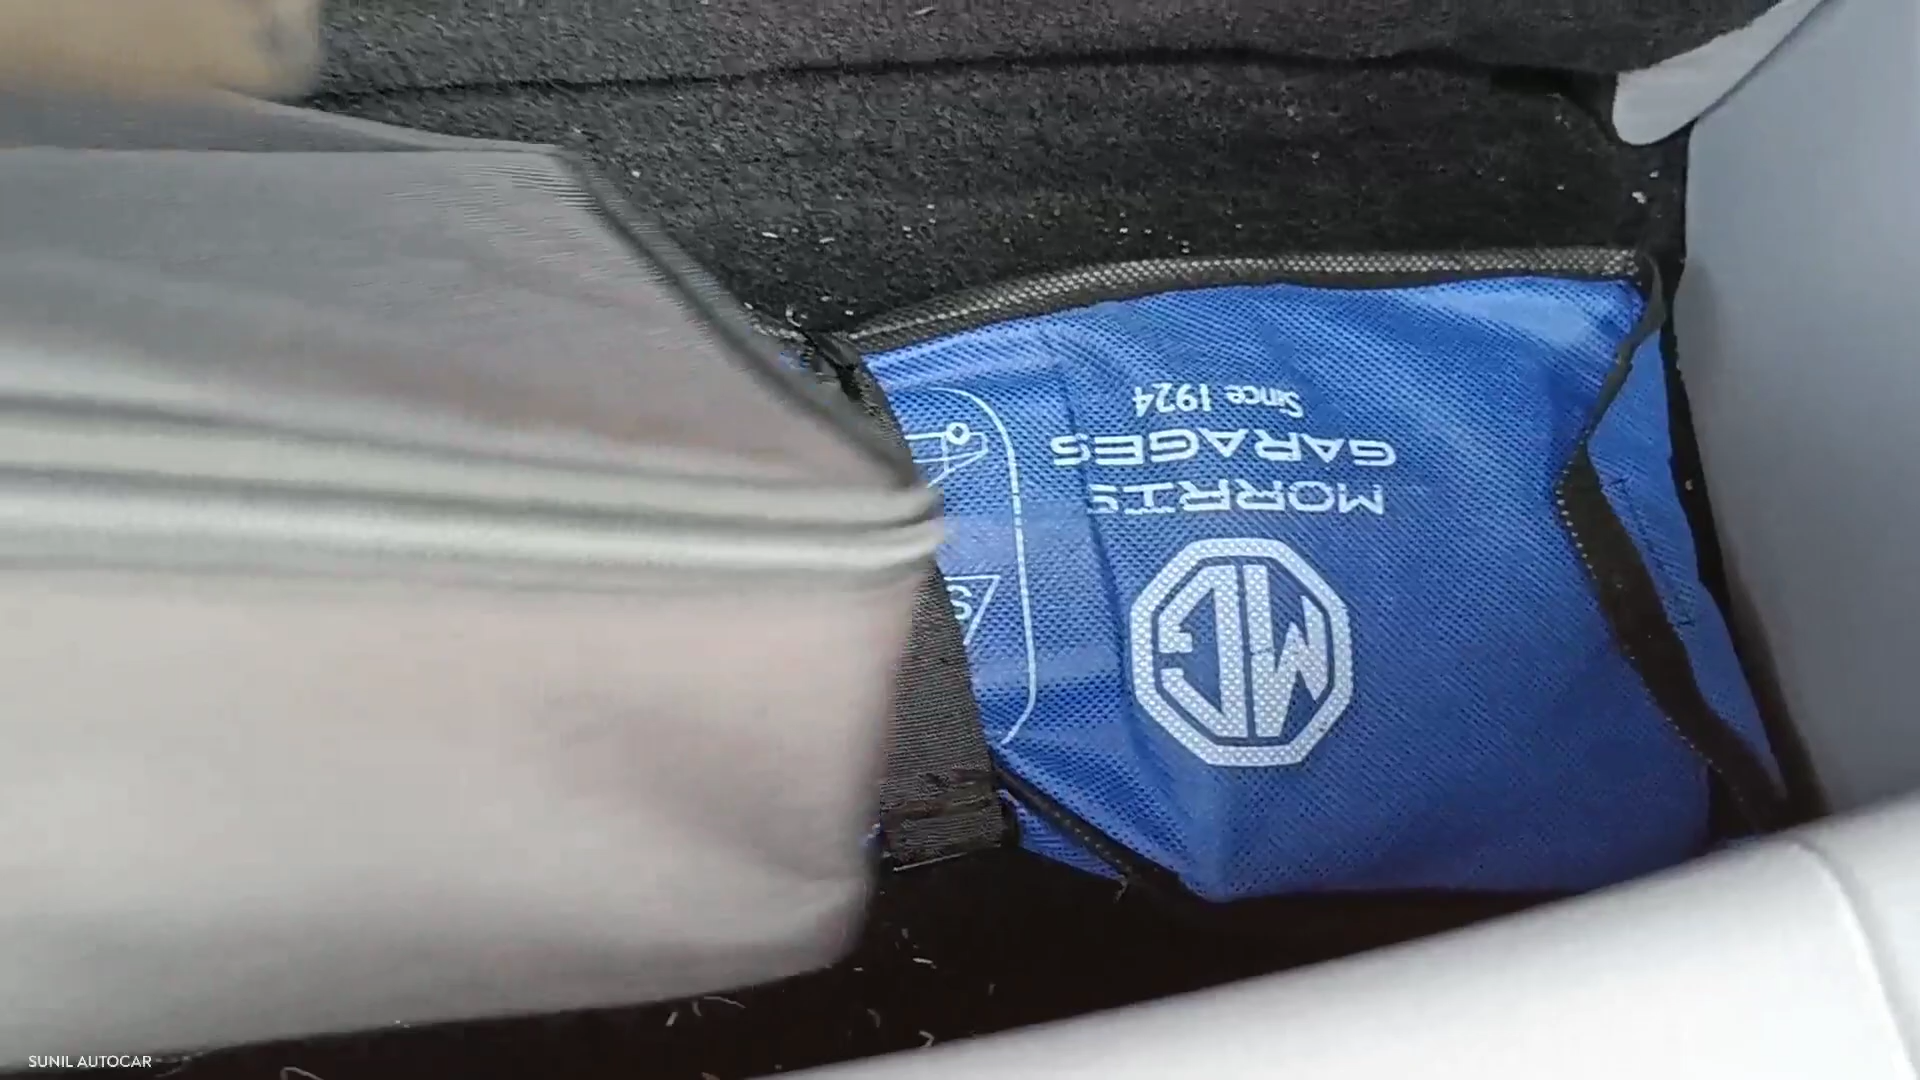 MG
MORRIS
GARAGES
Since 1924
S
SUNIL AUTOCAR